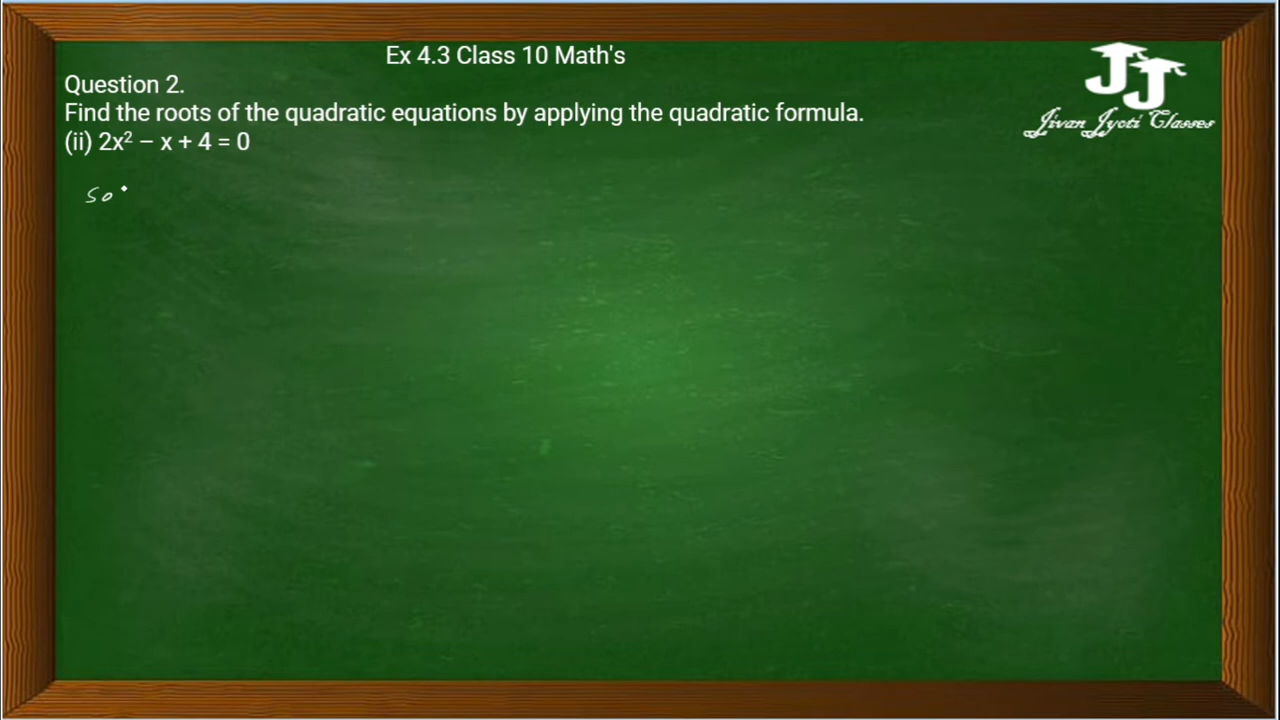 Ex 4.3 Class 10 Math's
Question 2.
Find the roots of the quadratic equations by applying the quadratic formula.
(ii) 2x² – x + 4 = 0
JJ
Jivan Jyoti Classes
so